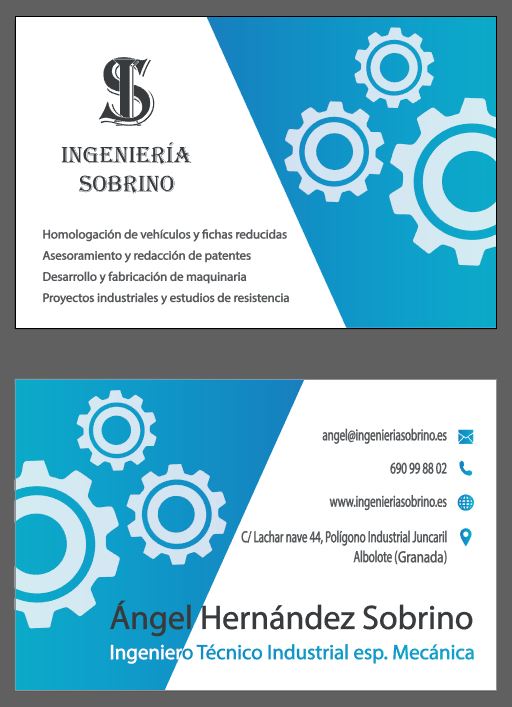 IS
INGENIERÍA
SOBRINO
Homologación de vehículos y fichas reducidas
Asesoramiento y redacción de patentes
Desarrollo y fabricación de maquinaria
Proyectos industriales y estudios de resistencia
angel@ingenieriasobrino.es
690 99 88 02
www.ingenieriasobrino.es
C/ Lachar nave 44, Polígono Industrial Juncaril
Albolote (Granada)
Ángel Hernández Sobrino
Ingeniero Técnico Industrial esp. Mecánica